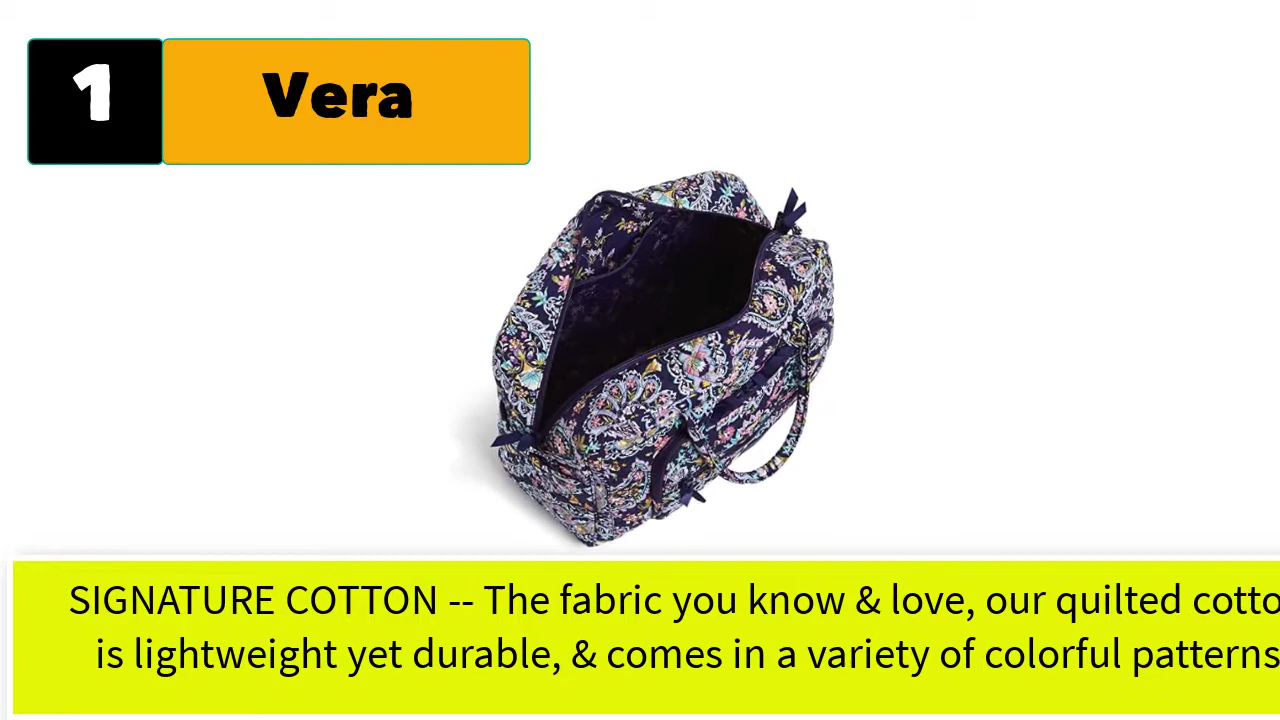 1
Vera
SIGNATURE COTTON -- The fabric you know & love, our quilted cotto
is lightweight yet durable, & comes in a variety of colorful patterns